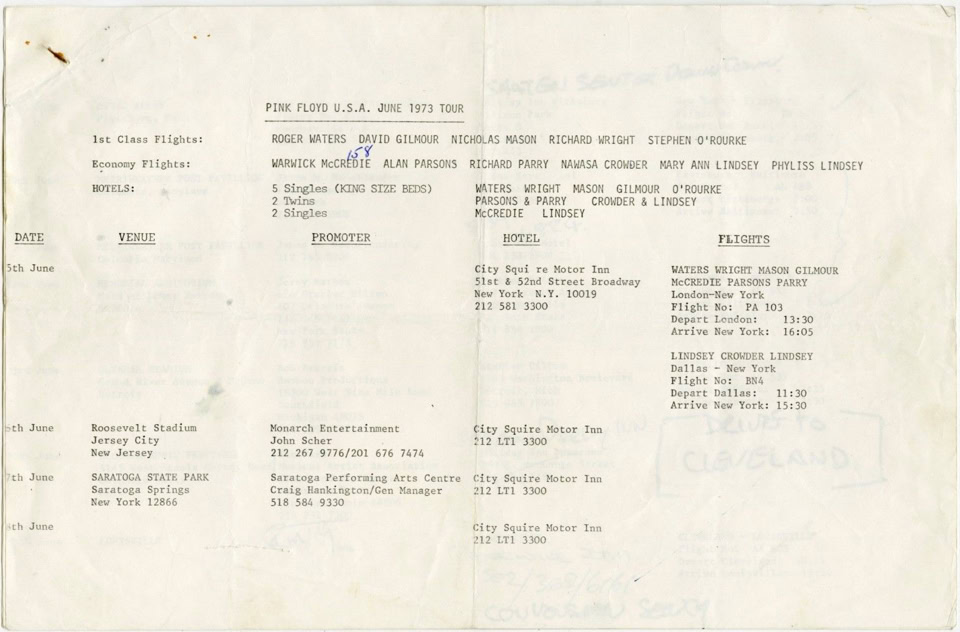 PINK FLOYD U.S.A. JUNE 1973 TOUR
1st Class Flights: ROGER WATERS DAVID GILMOUR NICHOLAS MASON RICHARD WRIGHT STEPHEN O'ROURKE
158
Economy Flights: WARWICK McCREDIE ALAN PARSONS RICHARD PARRY NAWASA CROWDER MARY ANN LINDSEY PHYLISS LINDSEY
HOTELS: 5 Singles (KING SIZE BEDS) WATERS WRIGHT MASON GILMOUR O'ROURKE
2 Twins PARSONS & PARRY CROWDER & LINDSEY
2 Singles McCREDIE LINDSEY
DATE VENUE PROMOTER HOTEL FLIGHTS
5th June
City Squi re Motor Inn
51st & 52nd Street Broadway
New York N.Y. 10019
212 581 3300
WATERS WRIGHT MASON GILMOUR
McCREDIE PARSONS PARRY
London-New York
Flight No: PA 103
Depart London: 13:30
Arrive New York: 16:05
LINDSEY CROWDER LINDSEY
Dallas - New York
Flight No: BN4
Depart Dallas: 11:30
Arrive New York: 15:30
6th June
Roosevelt Stadium
Jersey City
New Jersey
Monarch Entertainment
John Scher
212 267 9776/201 676 7474
City Squire Motor Inn
212 LT1 3300
DRIVE TO
CLEVELAND
7th June
SARATOGA STATE PARK
Saratoga Springs
New York 12866
Saratoga Performing Arts Centre
Craig Hankington/Gen Manager
518 584 9330
City Squire Motor Inn
212 LT1 3300
8th June
City Squire Motor Inn
212 LT1 3300